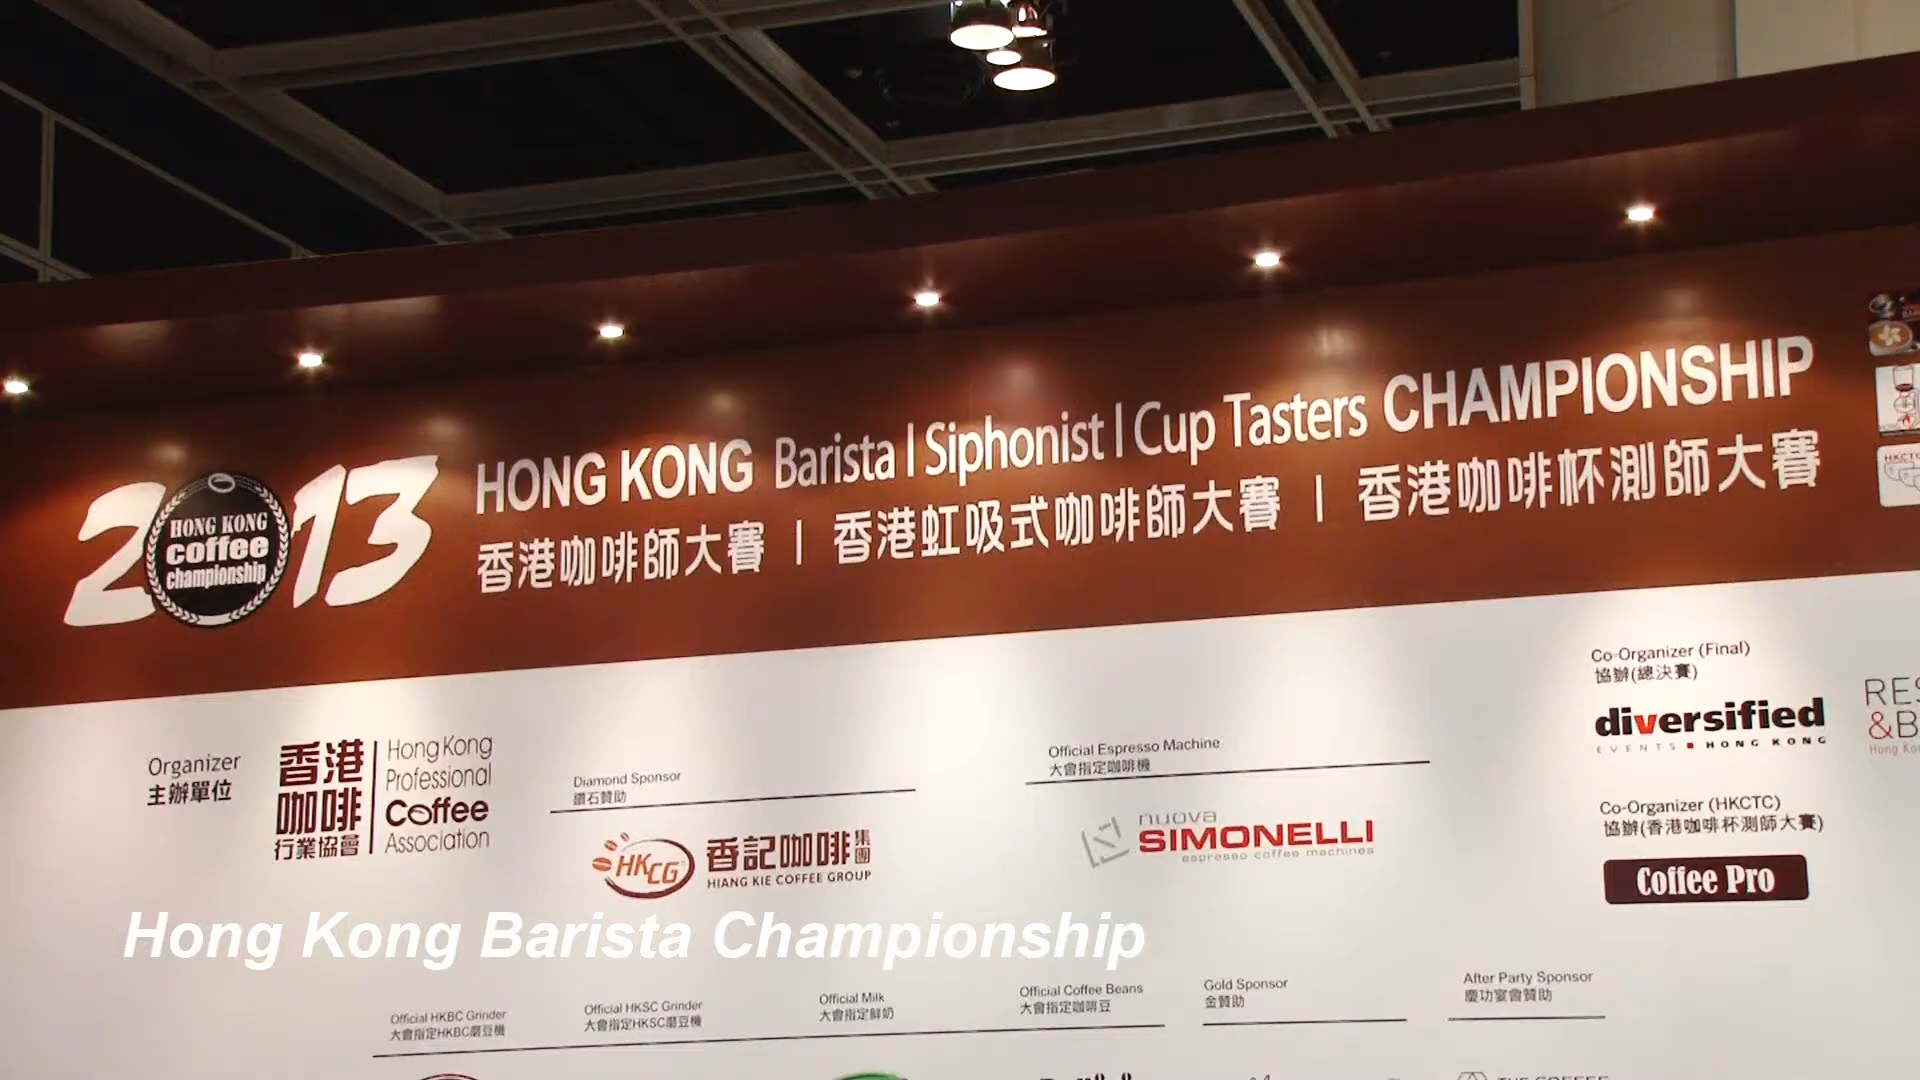 2013
HONG KONG
coffee
championship
HONG KONG Barista | Siphonist | Cup Tasters CHAMPIONSHIP
香港咖啡師大賽 | 香港虹吸式咖啡師大賽 | 香港咖啡杯測師大賽
Organizer
主辦單位
香港
咖啡
行業協會
Hong Kong
Professional
Coffee
Association
Diamond Sponsor
鑽石贊助
HKCG
香記咖啡集團
HIANG KIE COFFEE GROUP
Official Espresso Machine
大會指定咖啡機
nuova
SIMONELLI
espresso coffee machines
Co-Organizer (Final)
協辦(總決賽)
diversified
EVENTS HONG KONG
Co-Organizer (HKCTC)
協辦(香港咖啡杯測師大賽)
Coffee Pro
Hong Kong Barista Championship
Official HKBC Grinder
大會指定HKBC磨豆機
Official HKSC Grinder
大會指定HKSC磨豆機
Official Milk
大會指定鮮奶
Official Coffee Beans
大會指定咖啡豆
Gold Sponsor
金贊助
After Party Sponsor
慶功宴會贊助